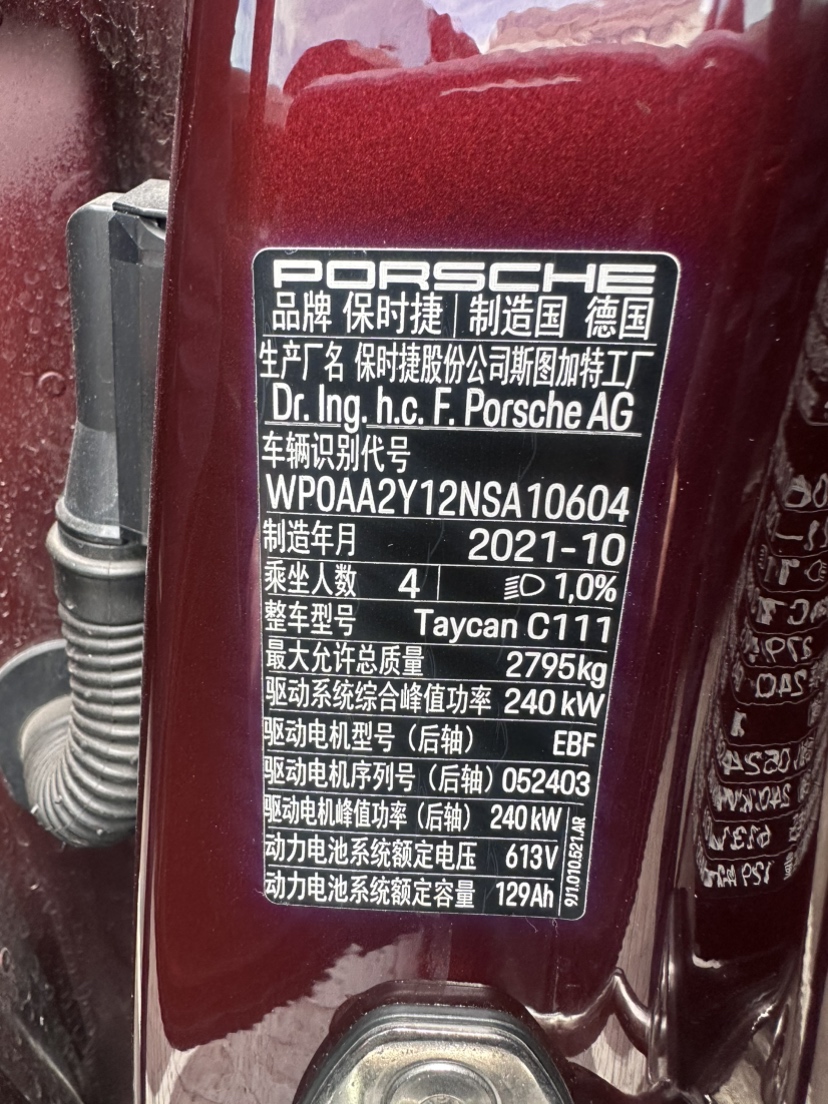 PORSCHE
品牌 保时捷 制造国 德国
生产厂名 保时捷股份公司斯图加特工厂
Dr. Ing. h.c. F. Porsche AG
车辆识别代号
WP0AA2Y12NSA10604
制造年月 2021-10
乘坐人数 4 1,0%
整车型号 Taycan C111
最大允许总质量 2795kg
驱动系统综合峰值功率 240 kW
驱动电机型号（后轴） EBF
驱动电机序列号（后轴） 052403
驱动电机峰值功率（后轴） 240 kW
动力电池系统额定电压 613V
动力电池系统额定容量 129Ah
9J1.010.521.AR